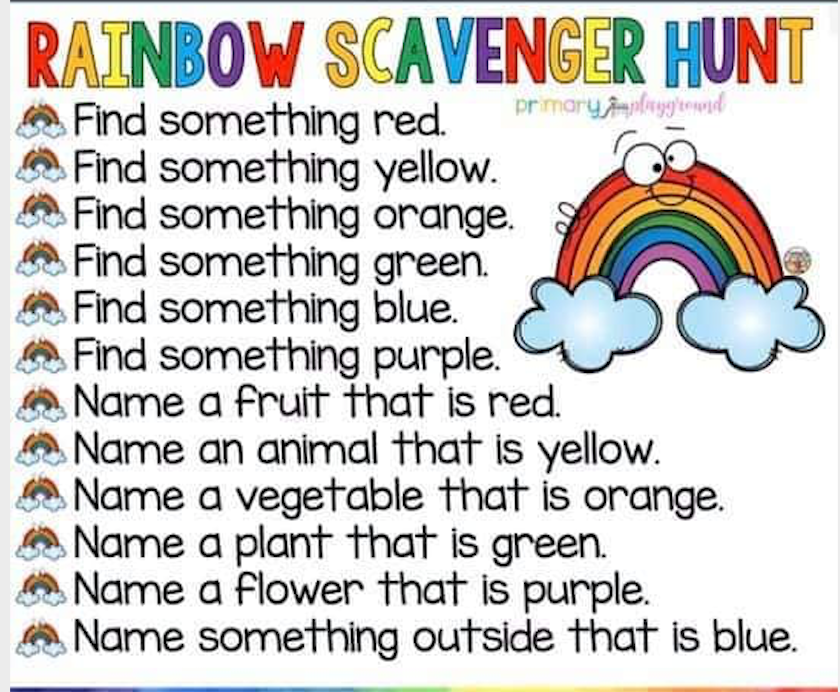 RAINBOW SCAVENGER HUNT
primary playground
Find something red.
Find something yellow.
Find something orange.
Find something green.
Find something blue.
Find something purple.
Name a fruit that is red.
Name an animal that is yellow.
Name a vegetable that is orange.
Name a plant that is green.
Name a flower that is purple.
Name something outside that is blue.